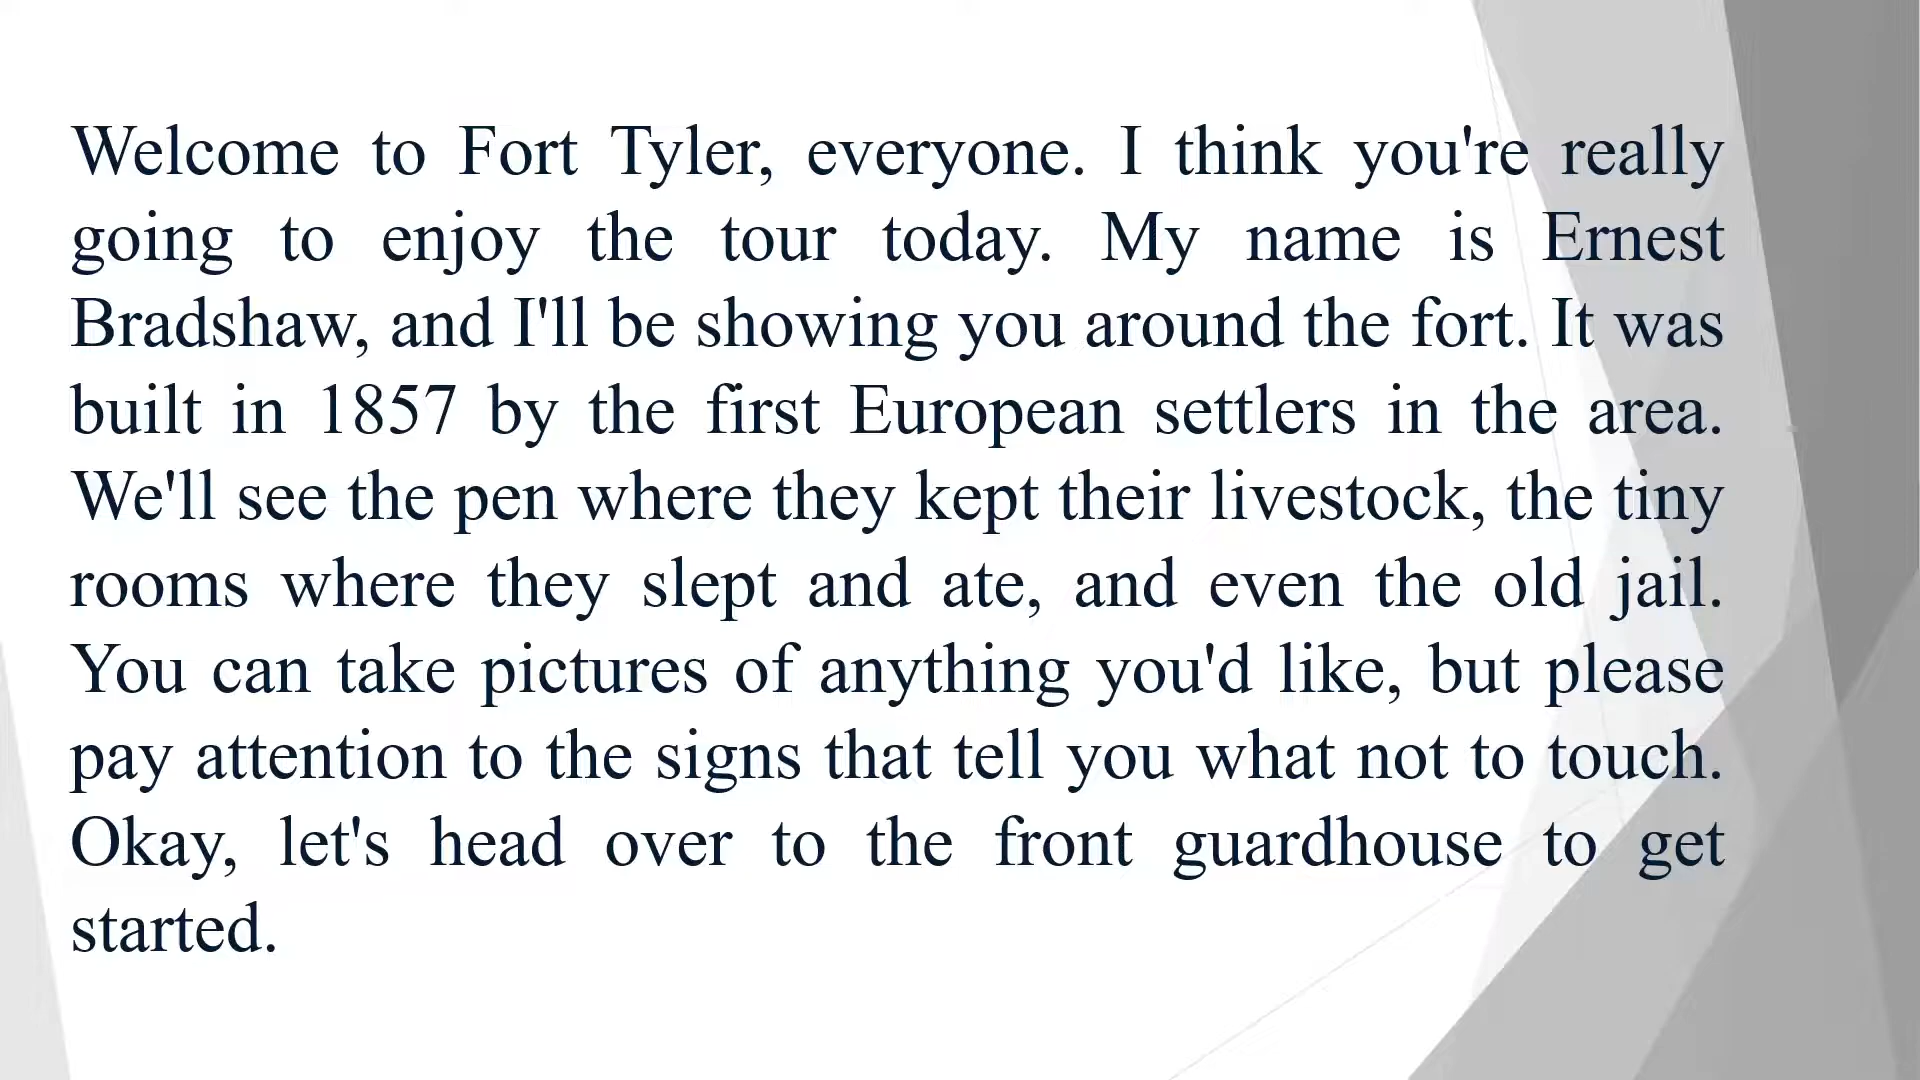 Welcome to Fort Tyler, everyone. I think you're really
going to enjoy the tour today. My name is Ernest
Bradshaw, and I'll be showing you around the fort. It was
built in 1857 by the first European settlers in the area.
We'll see the pen where they kept their livestock, the tiny
rooms where they slept and ate, and even the old jail.
You can take pictures of anything you'd like, but please
pay attention to the signs that tell you what not to touch.
Okay, let's head over to the front guardhouse to get
started.